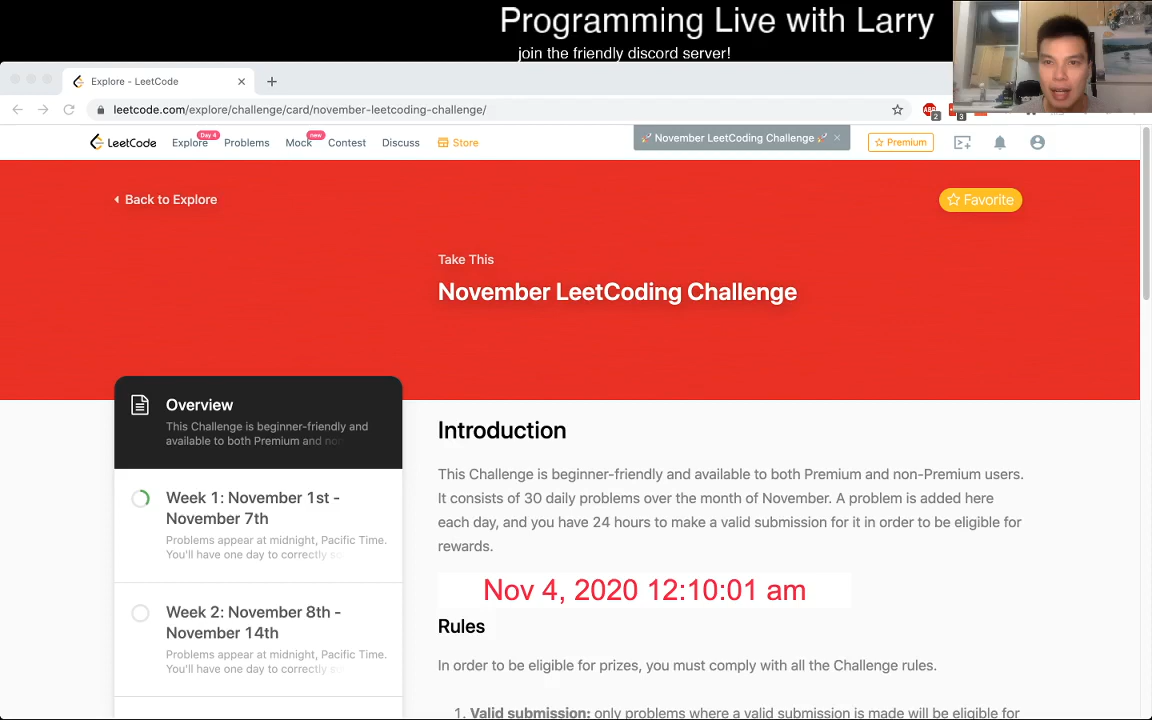 Programming Live with Larry
join the friendly discord server!
Explore - LeetCode
leetcode.com/explore/challenge/card/november-leetcoding-challenge/
ABP
2
3
LeetCode
Explore
Day 4
Problems
Mock
new
Contest
Discuss
Store
🚀 November LeetCoding Challenge 🚀
Premium
Back to Explore
Favorite
Take This
November LeetCoding Challenge
Overview
This Challenge is beginner-friendly and
available to both Premium and non
Week 1: November 1st -
November 7th
Problems appear at midnight, Pacific Time.
You'll have one day to correctly so
Week 2: November 8th -
November 14th
Problems appear at midnight, Pacific Time.
You'll have one day to correctly so
Introduction
This Challenge is beginner-friendly and available to both Premium and non-Premium users.
It consists of 30 daily problems over the month of November. A problem is added here
each day, and you have 24 hours to make a valid submission for it in order to be eligible for
rewards.
Nov 4, 2020 12:10:01 am
Rules
In order to be eligible for prizes, you must comply with all the Challenge rules.
1. Valid submission: only problems where a valid submission is made will be eligible for